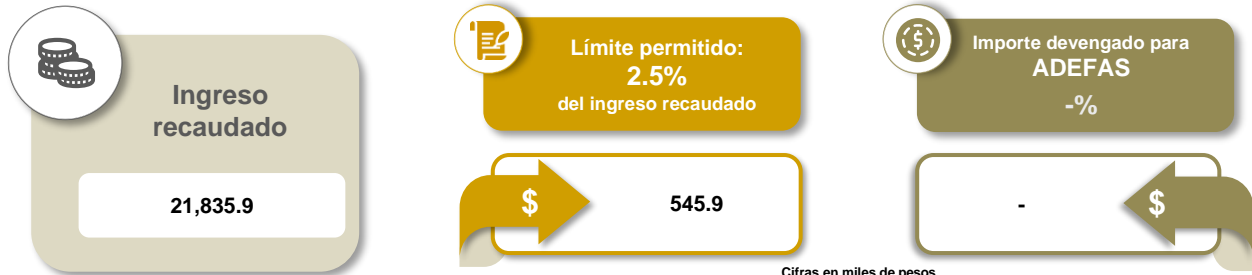 Ingreso
recaudado
21,835.9
Límite permitido:
2.5%
del ingreso recaudado
$
545.9
Importe devengado para
ADEFAS
-%
-
$
Cifras en miles de pesos